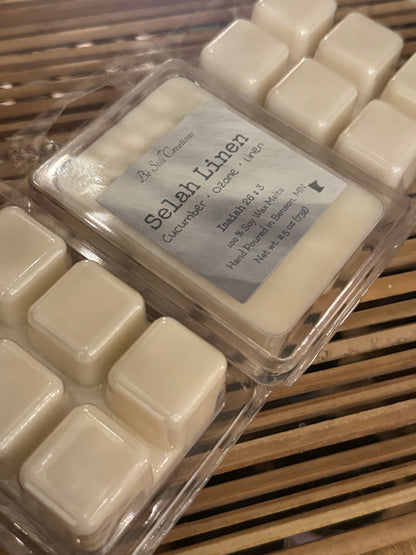 Be Still Creations
Selah Linen
Cucumber • Ozone • Linen
Isaiah 26:3
100% Soy Wax Melts
Hand Poured in Benson, MN
Net wt. 2.5 oz (73g)